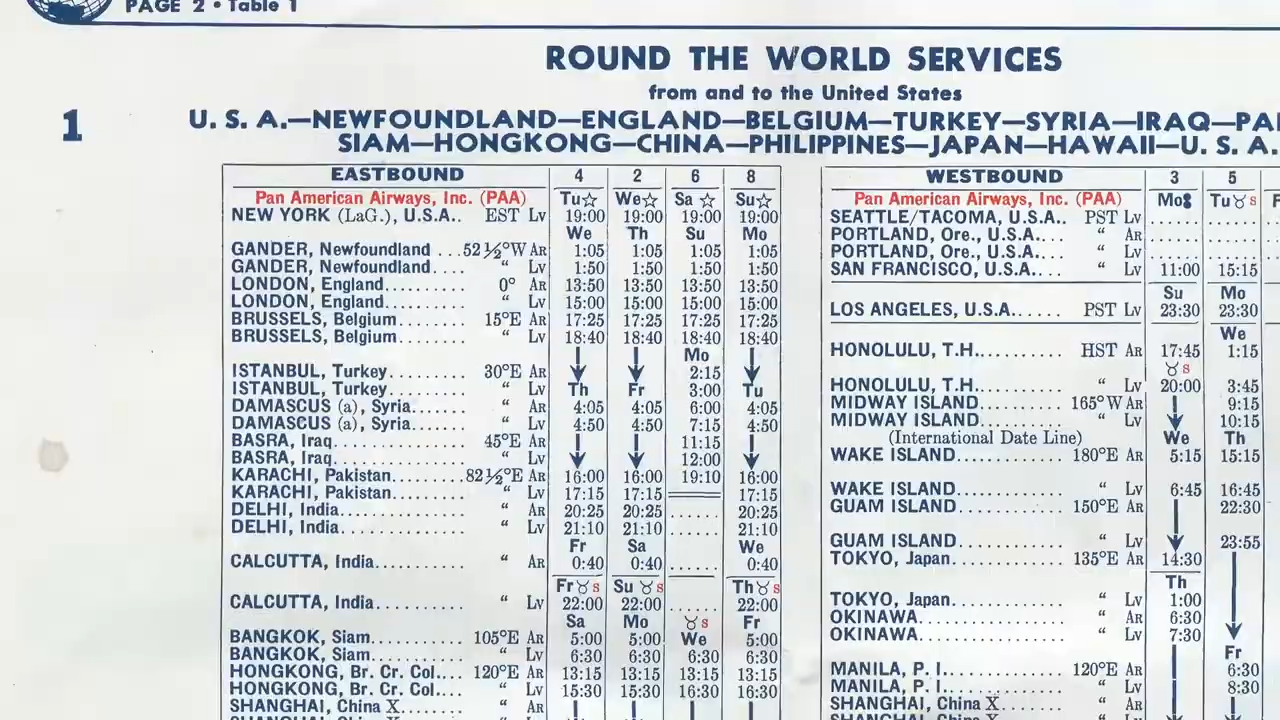 PAGE 2 • Table 1
ROUND THE WORLD SERVICES
from and to the United States
1
U. S. A.—NEWFOUNDLAND—ENGLAND—BELGIUM—TURKEY—SYRIA—IRAQ—PA
SIAM—HONGKONG—CHINA—PHILIPPINES—JAPAN—HAWAII—U. S. A.
EASTBOUND 4 2 6 8
Pan American Airways, Inc. (PAA) Tu☆ We☆ Sa ☆ Su☆
NEW YORK (LaG.), U.S.A.. EST Lv 19:00 19:00 19:00 19:00
We Th Su Mo
GANDER, Newfoundland ...52½°W Ar 1:05 1:05 1:05 1:05
GANDER, Newfoundland.... “ Lv 1:50 1:50 1:50 1:50
LONDON, England.......... 0° Ar 13:50 13:50 13:50 13:50
LONDON, England.......... “ Lv 15:00 15:00 15:00 15:00
BRUSSELS, Belgium........ 15°E Ar 17:25 17:25 17:25 17:25
BRUSSELS, Belgium........ “ Lv 18:40 18:40 18:40 18:40
Mo
ISTANBUL, Turkey......... 30°E Ar 2:15
ISTANBUL, Turkey......... “ Lv Th Fr 3:00 Tu
DAMASCUS (a), Syria...... “ Ar 4:05 4:05 6:00 4:05
DAMASCUS (a), Syria...... “ Lv 4:50 4:50 7:15 4:50
BASRA, Iraq............... 45°E Ar 11:15
BASRA, Iraq............... “ Lv 12:00
KARACHI, Pakistan........82½°E Ar 16:00 16:00 19:10 16:00
KARACHI, Pakistan........ “ Lv 17:15 17:15 17:15
DELHI, India............... “ Ar 20:25 20:25 ...... 20:25
DELHI, India............... “ Lv 21:10 21:10 ...... 21:10
Fr Sa We
CALCUTTA, India.......... “ Ar 0:40 0:40 ...... 0:40
Fr♉s Su ♉s Th♉s
CALCUTTA, India.......... “ Lv 22:00 22:00 ...... 22:00
Sa Mo ♉s Fr
BANGKOK, Siam........... 105°E Ar 5:00 5:00 We 5:00
BANGKOK, Siam........... “ Lv 6:30 6:30 6:30 6:30
HONGKONG, Br. Cr. Col.... 120°E Ar 13:15 13:15 13:15 13:15
HONGKONG, Br. Cr. Col.... “ Lv 15:30 15:30 16:30 16:30
SHANGHAI, China X........ “ Ar
WESTBOUND 3 5
Pan American Airways, Inc. (PAA) Mo Tu♉s F
SEATTLE/TACOMA, U.S.A.. PST Lv ....... .......
PORTLAND, Ore., U.S.A.... “ Ar ....... .......
PORTLAND, Ore., U.S.A.... “ Lv ....... .......
SAN FRANCISCO, U.S.A.... “ Lv 11:00 15:15
Su Mo
LOS ANGELES, U.S.A...... PST Lv 23:30 23:30
We
HONOLULU, T.H........... HST Ar 17:45 1:15
♉s
HONOLULU, T.H........... “ Lv 20:00 3:45
MIDWAY ISLAND.......... 165°W Ar 9:15
MIDWAY ISLAND.......... “ Lv 10:15
(International Date Line) We Th
WAKE ISLAND............. 180°E Ar 5:15 15:15
WAKE ISLAND............. “ Lv 6:45 16:45
GUAM ISLAND............. 150°E Ar 22:30
GUAM ISLAND............. “ Lv 23:55
TOKYO, Japan............. 135°E Ar 14:30
Th
TOKYO, Japan............. “ Lv 1:00
OKINAWA................. “ Ar 6:30
OKINAWA................. “ Lv 7:30
Fr
MANILA, P. I.............. 120°E Ar 6:30
MANILA, P. I.............. “ Lv 8:30
SHANGHAI, China X........ “ Ar